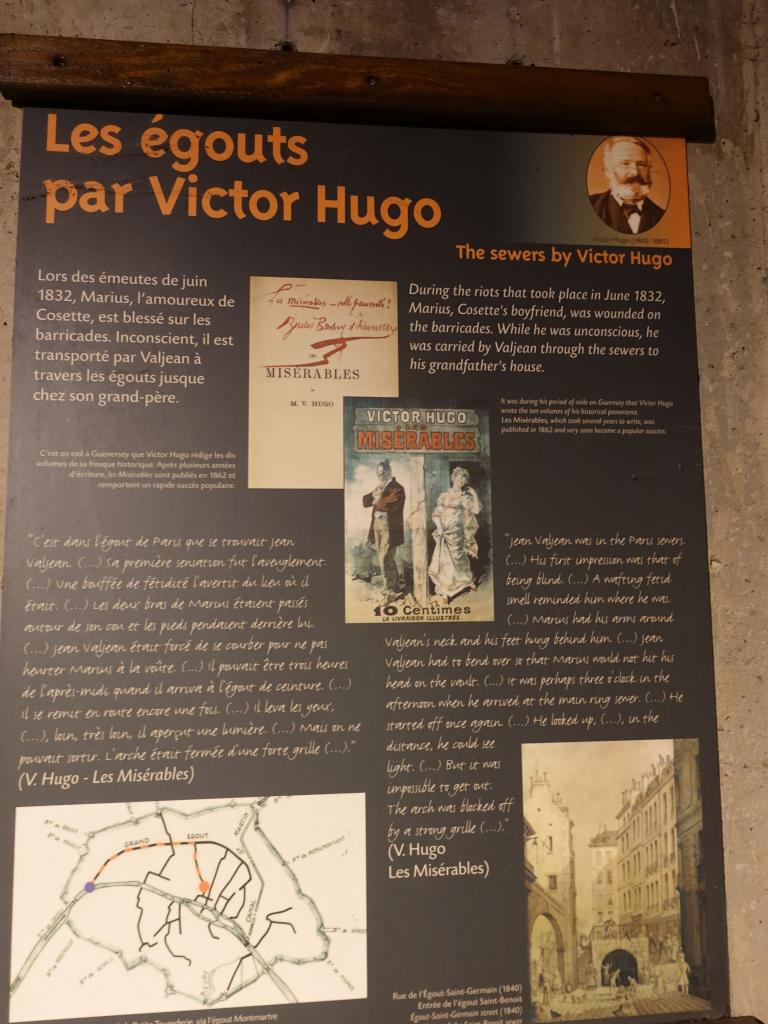 Les égouts
par Victor Hugo
Victor Hugo (1802-1885)
The sewers by Victor Hugo
Lors des émeutes de juin
1832, Marius, l'amoureux de
Cosette, est blessé sur les
barricades. Inconscient, il est
transporté par Valjean à
travers les égouts jusque
chez son grand-père.
C'est en exil à Guenersey que Victor Hugo rédige les dix
volumes de sa fresque historique. Après plusieurs années
d'écriture, les Misérables sont publiés en 1862 et
remportent un rapide succès populaire.
MISÉRABLES
M. V. HUGO
VICTOR HUGO
LES
MISERABLES
10 Centimes
LA LIVRAISON ILLUSTRÉE
During the riots that took place in June 1832,
Marius, Cosette's boyfriend, was wounded on
the barricades. While he was unconscious, he
was carried by Valjean through the sewers to
his grandfather's house.
It was during his period of exile on Guernsey that Victor Hugo
wrote the ten volumes of his historical panorama.
Les Misérables, which took several years to write, was
published in 1862 and very soon became a popular success.
"C'est dans l'égout de Paris que se trouvait Jean
Valjean. (...) Sa première sensation fut l'aveuglement.
(...) Une bouffée de fétidité l'avertit du lieu où il
était. (...) Les deux bras de Marius étaient passés
autour de son cou et les pieds pendaient derrière lui.
(...) Jean Valjean était forcé de se courber pour ne pas
heurter Marius à la voûte. (...) Il pouvait être trois heures
de l'après-midi quand il arriva à l'égout de ceinture. (...)
Il se remit en route encore une fois. (...) Il leva les yeux,
(...), loin, très loin, il aperçut une lumière. (...) Mais on ne
pouvait sortir. L'arche était fermée d'une forte grille (...)."
(V. Hugo - Les Misérables)
"Jean Valjean was in the Paris sewers.
(...) His first impression was that of
being blind. (...) A wafting fetid
smell reminded him where he was.
(...) Marius had his arms around
Valjean's neck and his feet hung behind him. (...) Jean
Valjean had to bend over so that Marius would not hit his
head on the vault. (...) It was perhaps three o'clock in the
afternoon when he arrived at the main ring sewer. (...) He
started off once again. (...) He looked up, (...), in the
distance, he could see
light. (...) But it was
impossible to get out.
The arch was blocked off
by a strong grille (...)."
(V. Hugo
Les Misérables)
GRAND EGOUT
MARTIN
CANAL
Rue de l'Égout-Saint-Germain (1840)
Entrée de l'égout Saint-Benoit
Égout-Saint-Germain street (1840)
Saint-Benoit sewer
via l'égout Montmartre